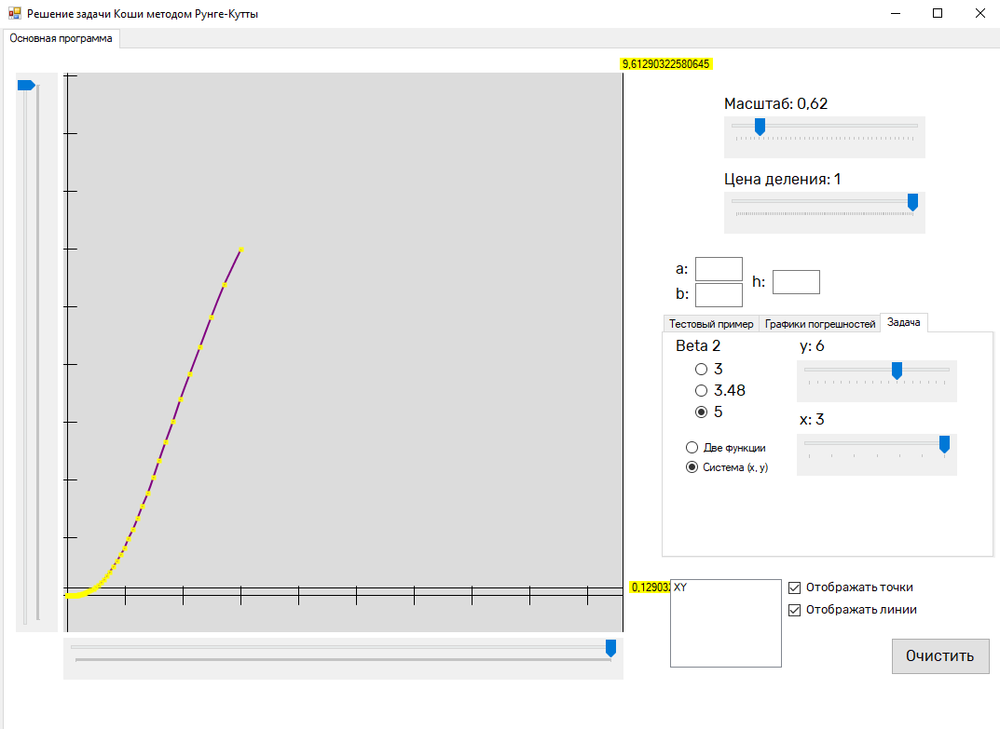 Решение задачи Коши методом Рунге-Кутты
Основная программа
9,61290322580645
Масштаб: 0,62
Цена деления: 1
a:
h:
b:
Тестовый пример
Графики погрешностей
Задача
Beta 2
y: 6
3
3.48
5
x: 3
Две функции
Система (x, y)
0,12903
XY
Отображать точки
Отображать линии
Очистить